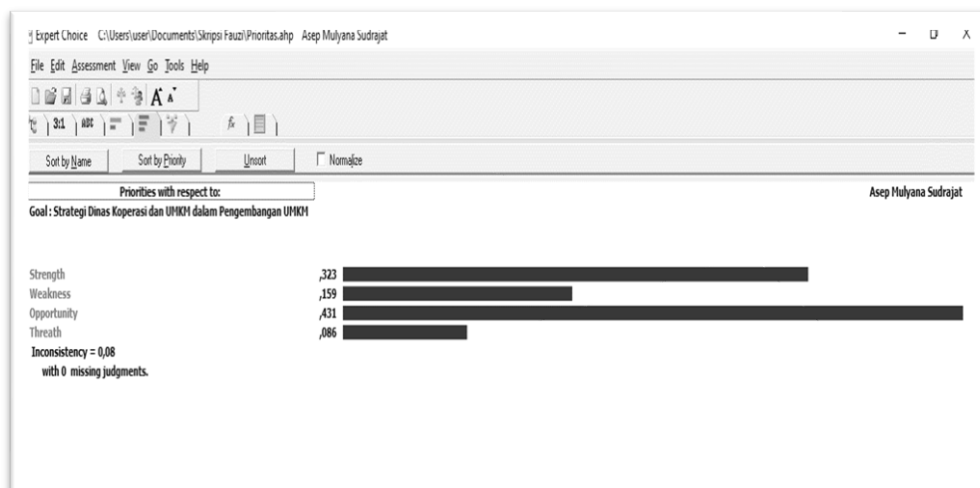 Expert Choice C:\Users\user\Documents\Skripsi Fauzi\Prioritas.ahp Asep Mulyana Sudrajat
File Edit Assessment View Go Tools Help
A A
3:1 ABC fx
Sort by Name Sort by Priority Unsort Normalize
Priorities with respect to: Asep Mulyana Sudrajat
Goal : Strategi Dinas Koperasi dan UMKM dalam Pengembangan UMKM
Strength ,323
Weakness ,159
Opportunity ,431
Threath ,086
Inconsistency = 0,08
with 0 missing judgments.